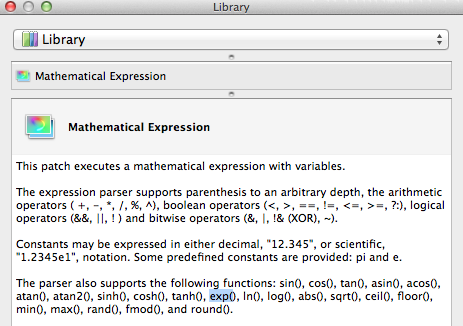 Library
Library
Mathematical Expression
Mathematical Expression
This patch executes a mathematical expression with variables.
The expression parser supports parenthesis to an arbitrary depth, the arithmetic
operators ( +, -, *, /, %, ^), boolean operators (<, >, ==, !=, <=, >=, ?:), logical
operators (&&, ||, ! ) and bitwise operators (&, |, !& (XOR), ~).
Constants may be expressed in either decimal, "12.345", or scientific,
"1.2345e1", notation. Some predefined constants are provided: pi and e.
The parser also supports the following functions: sin(), cos(), tan(), asin(), acos(),
atan(), atan2(), sinh(), cosh(), tanh(), exp(), ln(), log(), abs(), sqrt(), ceil(), floor(),
min(), max(), rand(), fmod(), and round().